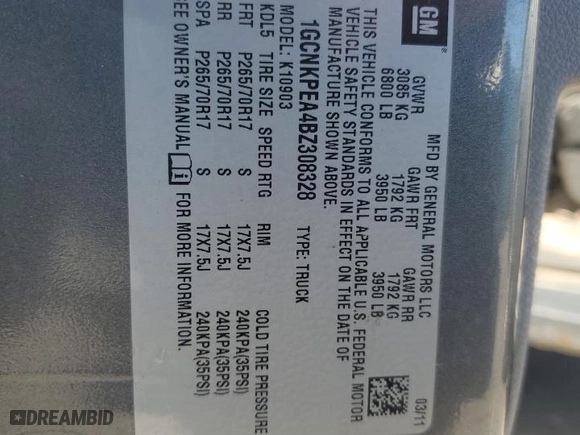 GM
MFD BY GENERAL MOTORS LLC
03/11
GVWR GAWR FRT GAWR RR
3085 KG 1792 KG 1792 KG
6800 LB 3950 LB 3950 LB
THIS VEHICLE CONFORMS TO ALL APPLICABLE U.S. FEDERAL MOTOR
VEHICLE SAFETY STANDARDS IN EFFECT ON THE DATE OF
MANUFACTURE SHOWN ABOVE.
1GCNKPEA4BZ308328 TYPE: TRUCK
MODEL: K10903
KDL5 TIRE SIZE SPEED RTG RIM COLD TIRE PRESSURE
FRT P265/70R17 S 17X7.5J 240KPA(35PSI)
RR P265/70R17 S 17X7.5J 240KPA(35PSI)
SPA P265/70R17 S 17X7.5J 240KPA(35PSI)
SEE OWNER'S MANUAL FOR MORE INFORMATION.
DREAMBID